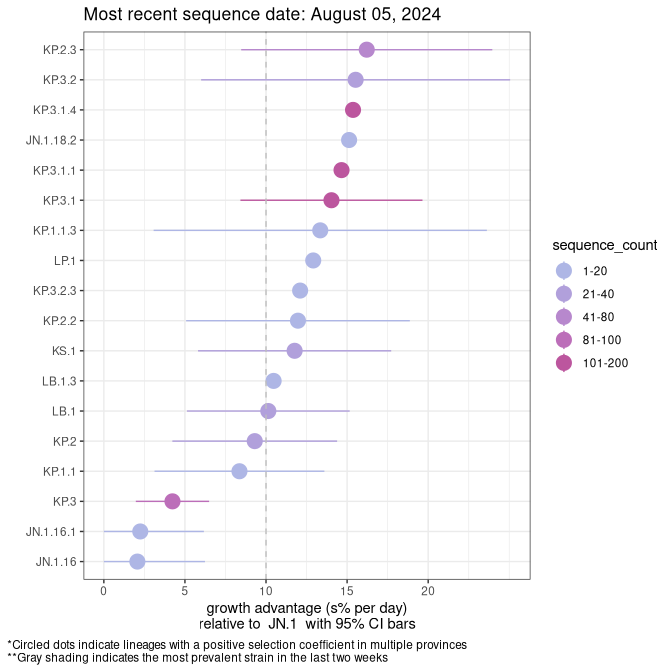 Most recent sequence date: August 05, 2024
KP.2.3
KP.3.2
KP.3.1.4
JN.1.18.2
KP.3.1.1
KP.3.1
KP.1.1.3
LP.1
KP.3.2.3
KP.2.2
KS.1
LB.1.3
LB.1
KP.2
KP.1.1
KP.3
JN.1.16.1
JN.1.16
0 5 10 15 20
growth advantage (s% per day)
relative to JN.1 with 95% CI bars
sequence_count
1-20
21-40
41-80
81-100
101-200
*Circled dots indicate lineages with a positive selection coefficient in multiple provinces
**Gray shading indicates the most prevalent strain in the last two weeks